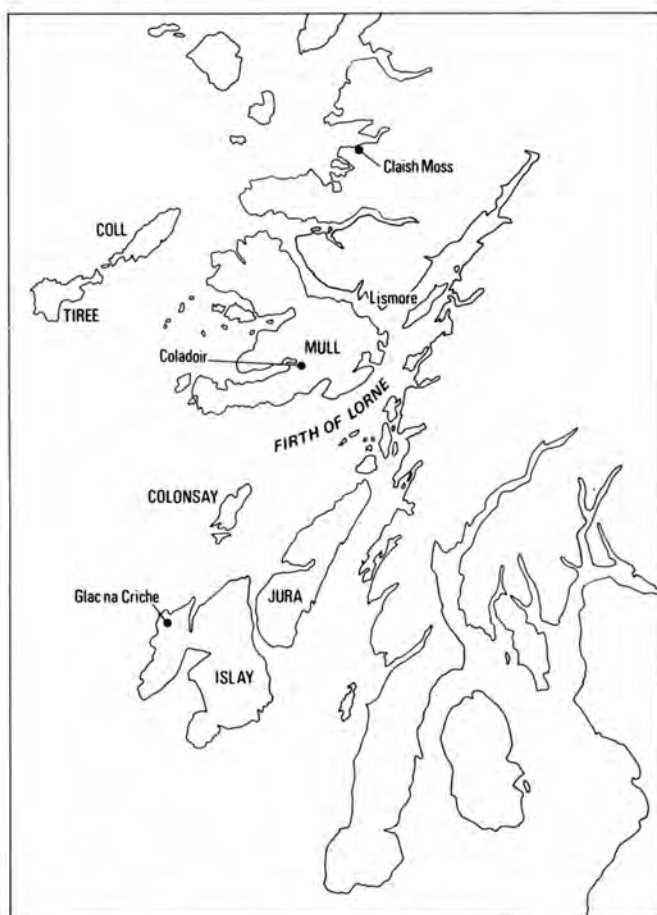 Claish Moss
COLL
Lismore
TIREE
MULL
Coladoir
FIRTH OF LORNE
COLONSAY
Glac na Criche
JURA
ISLAY